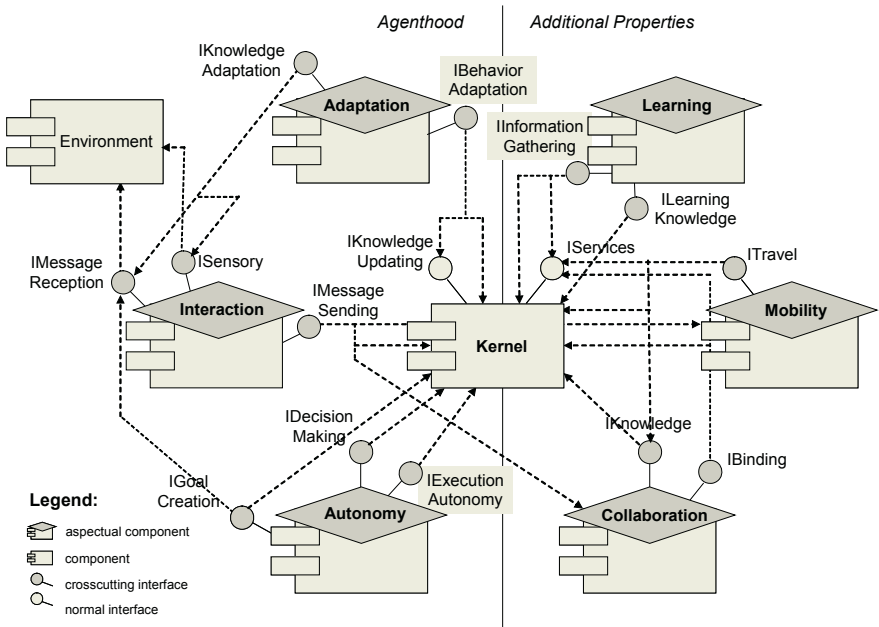 Agenthood
Additional Properties
IKnowledge
Adaptation
Adaptation
IBehavior
Adaptation
Learning
IInformation
Gathering
Environment
ILearning
Knowledge
IKnowledge
Updating
IServices
ITravel
IMessage
Reception
ISensory
Interaction
IMessage
Sending
Kernel
Mobility
IDecision
Making
IKnowledge
IBinding
IGoal
Creation
IExecution
Autonomy
Autonomy
Collaboration
Legend:
aspectual component
component
crosscutting interface
normal interface